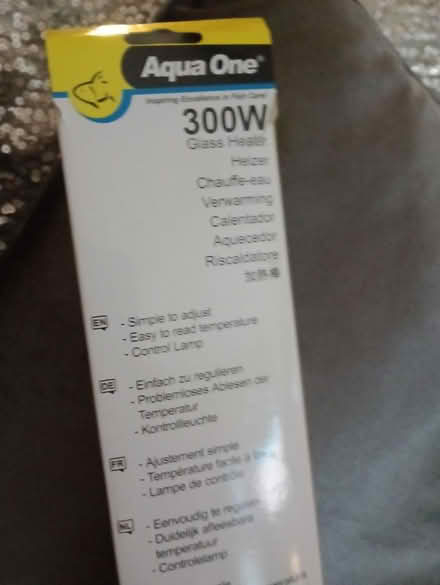 Aqua One®
Inspiring Excellence in Fish Care
300W
Glass Heater
Heizer
Chauffe-eau
Verwarming
Calentador
Aquecedor
Riscaldatore
加热棒
EN
- Simple to adjust
- Easy to read temperature
- Control Lamp
DE
- Einfach zu regulieren
- Problemloses Ablesen der
Temperatur
- Kontrollleuchte
FR
- Ajustement simple
- Température facile à
- Lampe de contrôle
NL
- Eenvoudig te
- Duidelijk afleesbare
temperatuur
- Controlelamp